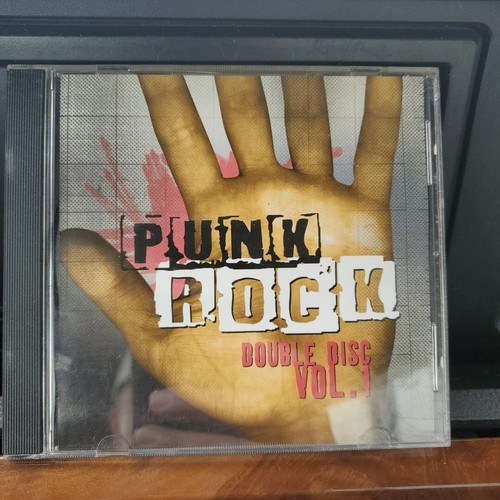 PUNK
ROCK
DOUBLE DISC
VOL.1